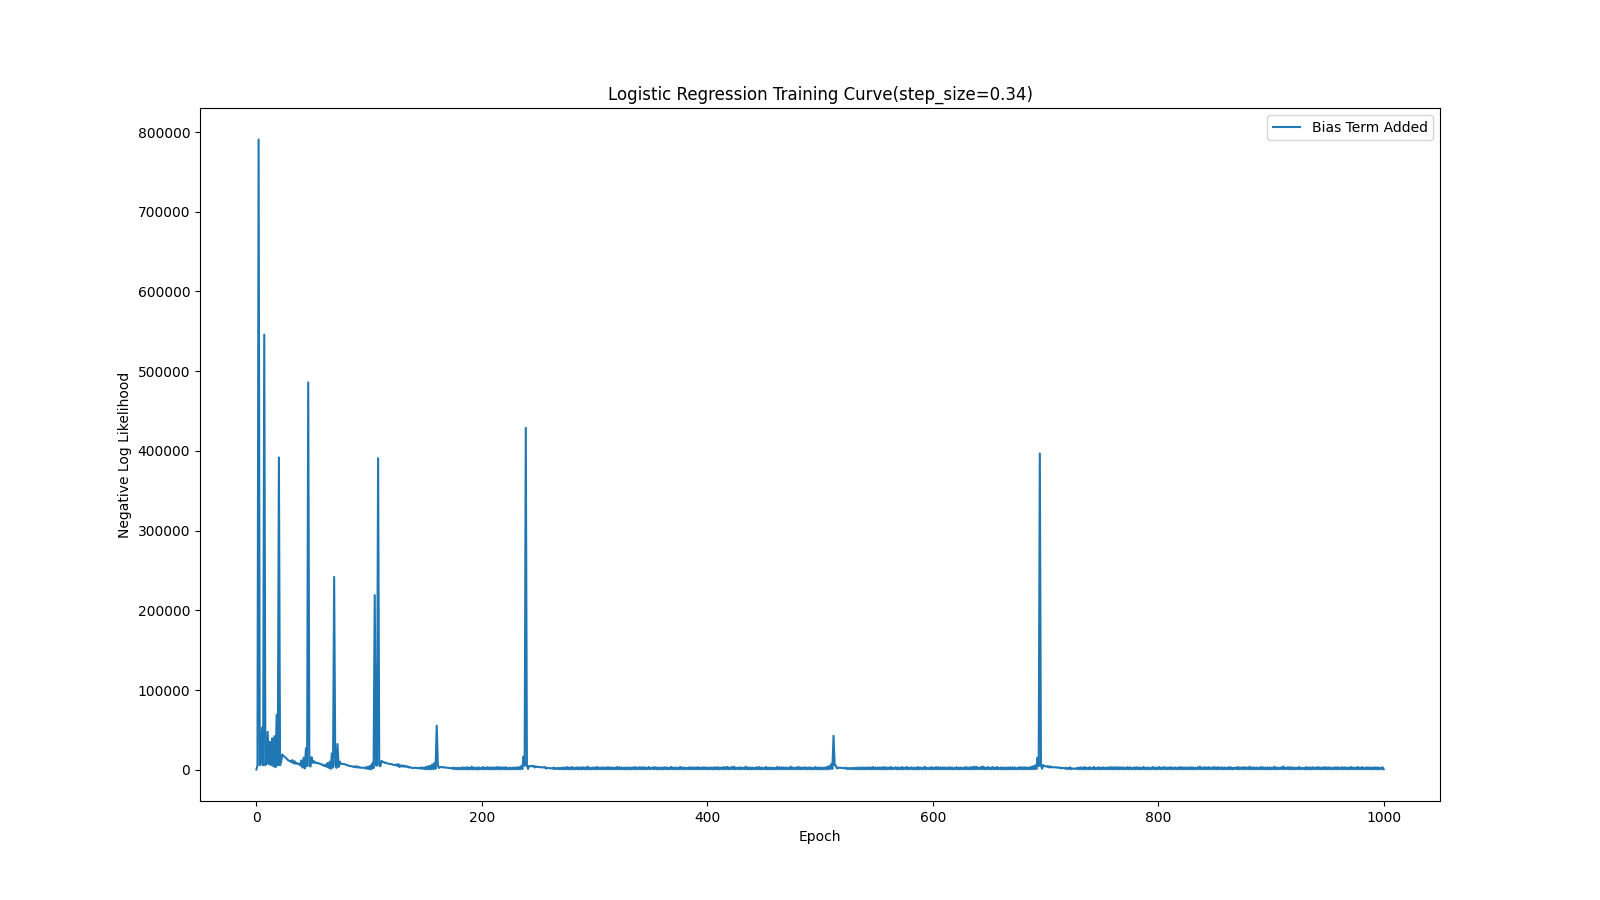 Logistic Regression Training Curve(step_size=0.34)
Bias Term Added
Negative Log Likelihood
800000
700000
600000
500000
400000
300000
200000
100000
0
0 200 400 600 800 1000
Epoch